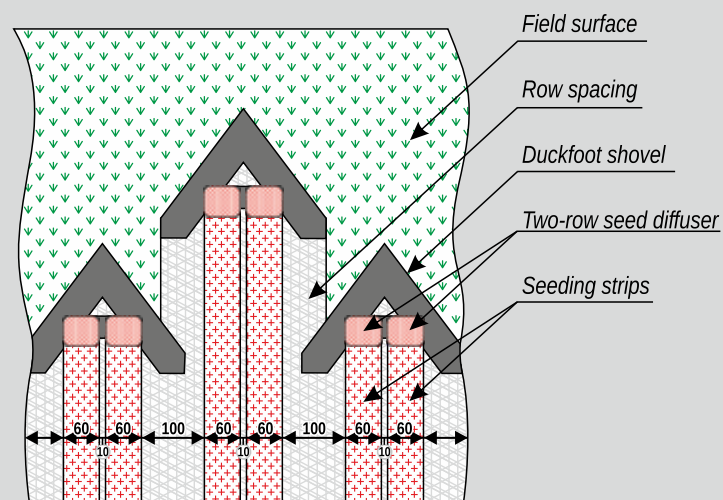 Field surface
Row spacing
Duckfoot shovel
Two-row seed diffuser
Seeding strips
60 60 100 60 60 100 60 60
10 10 10